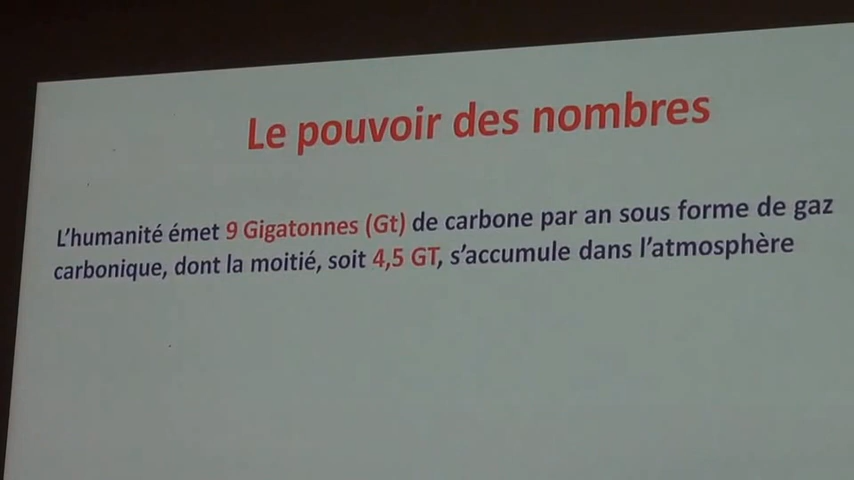 Le pouvoir des nombres
L'humanité émet 9 Gigatonnes (Gt) de carbone par an sous forme de gaz
carbonique, dont la moitié, soit 4,5 GT, s'accumule dans l'atmosphère